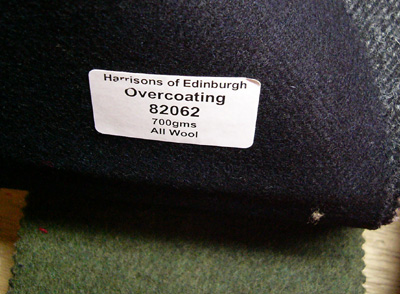 Harrisons of Edinburgh
Overcoating
82062
700gms
All Wool